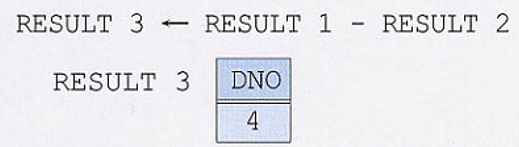 RESULT 3 ← RESULT 1 - RESULT 2
RESULT 3 DNO
4